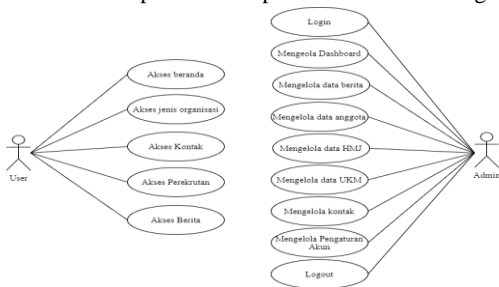 Akses beranda
Akses jenis organisasi
Akses Kontak
Akses Perekrutan
Akses Berita
User
Login
Mengeola Dashboard
Mengelola data berita
Mengelola data anggota
Mengelola data HMJ
Mengelola data UKM
Mengelola kontak
Mengelola Pengaturan
Akun
Logout
Admin